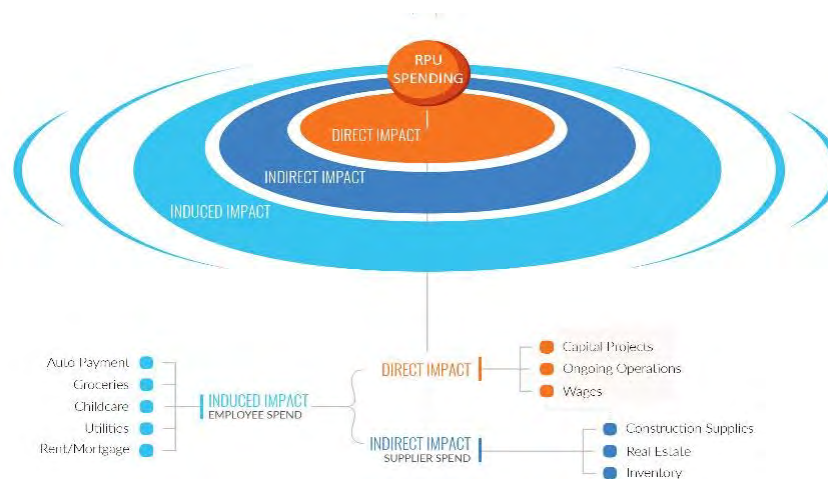 RPU
SPENDING
DIRECT IMPACT
INDIRECT IMPACT
INDUCED IMPACT
Auto Payment
Groceries
Childcare
Utilities
Rent/Mortgage
INDUCED IMPACT
EMPLOYEE SPEND
DIRECT IMPACT
Capital Projects
Ongoing Operations
Wages
INDIRECT IMPACT
SUPPLIER SPEND
Construction Supplies
Real Estate
Inventory